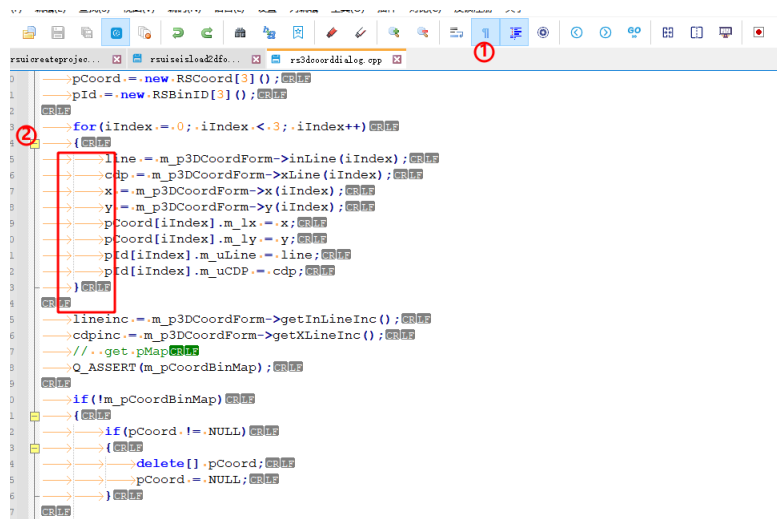 GO
①
rsuicreateprojec... rsuiseisload2dfo... rs3dcoorddialog.cpp
pCoord = new RSCoord[3]();CRLF
pId = new RSBinID[3]();CRLF
CRLF
②
for(iIndex = 0; iIndex < 3; iIndex++)CRLF
{CRLF
line = m_p3DCoordForm->inLine(iIndex);CRLF
cdp = m_p3DCoordForm->xLine(iIndex);CRLF
x = m_p3DCoordForm->x(iIndex);CRLF
y = m_p3DCoordForm->y(iIndex);CRLF
pCoord[iIndex].m_lx = x;CRLF
pCoord[iIndex].m_ly = y;CRLF
pId[iIndex].m_uLine = line;CRLF
pId[iIndex].m_uCDP = cdp;CRLF
}CRLF
CRLF
lineinc = m_p3DCoordForm->getInLineInc();CRLF
cdpinc = m_p3DCoordForm->getXLineInc();CRLF
//  get pMapCRLF
Q_ASSERT(m_pCoordBinMap);CRLF
CRLF
if(!m_pCoordBinMap)CRLF
{CRLF
if(pCoord != NULL)CRLF
{CRLF
delete[] pCoord;CRLF
pCoord = NULL;CRLF
}CRLF
CRLF